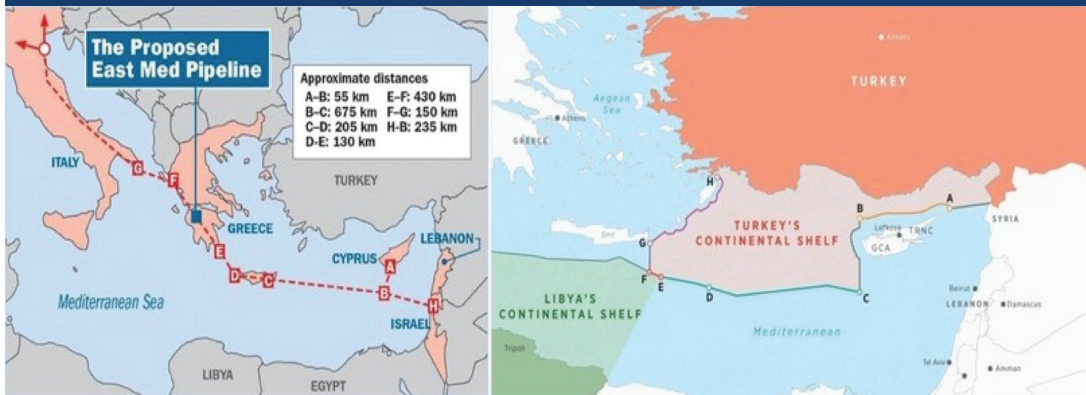 The Proposed
East Med Pipeline
Approximate distances
A–B: 55 km E–F: 430 km
B–C: 675 km F–G: 150 km
C–D: 205 km H-B: 235 km
D-E: 130 km
ITALY
G
F
TURKEY
GREECE
E
LEBANON
CYPRUS
A
D
C
B
H
Mediterranean Sea
ISRAEL
LIBYA
EGYPT
Ankara
TURKEY
Aegean
Sea
Athens
GREECE
H
B
A
SYRIA
TURKEY'S
CONTINENTAL SHELF
Lefkosa
TRNC
GCA
G
F
E
D
C
LIBYA'S
CONTINENTAL SHELF
Beirut
LEBANON
Damascus
Mediterranean
Tripoli
Tel Aviv
Amman